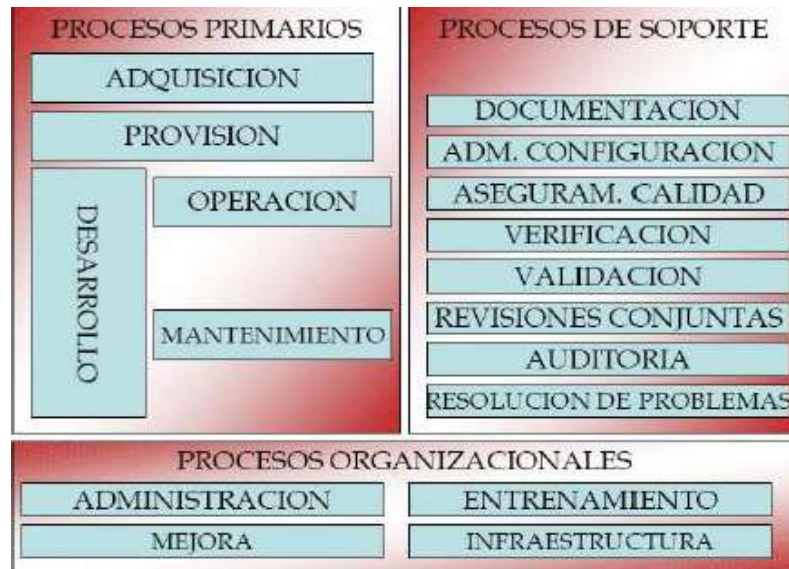 PROCESOS PRIMARIOS
ADQUISICION
PROVISION
DESARROLLO
OPERACION
MANTENIMIENTO
PROCESOS DE SOPORTE
DOCUMENTACION
ADM. CONFIGURACION
ASEGURAM. CALIDAD
VERIFICACION
VALIDACION
REVISIONES CONJUNTAS
AUDITORIA
RESOLUCION DE PROBLEMAS
PROCESOS ORGANIZACIONALES
ADMINISTRACION
ENTRENAMIENTO
MEJORA
INFRAESTRUCTURA